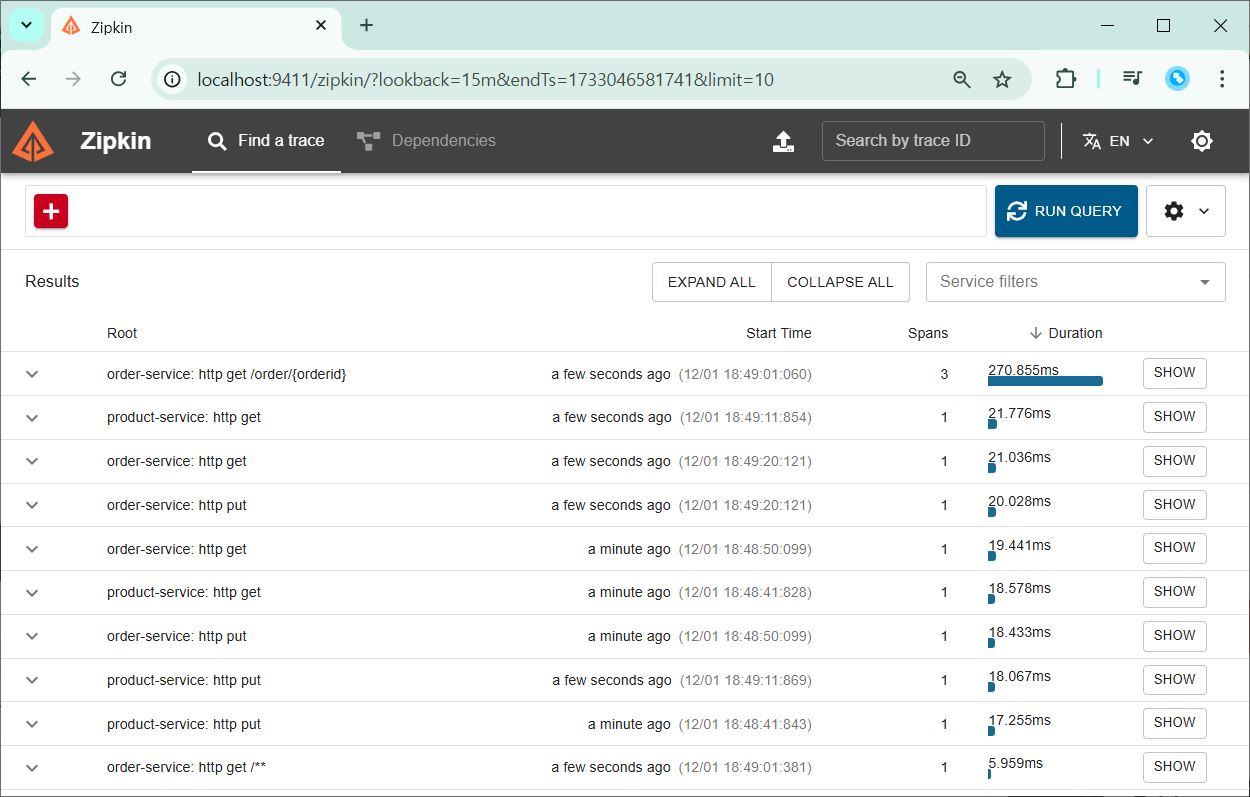 Zipkin
localhost:9411/zipkin/?lookback=15m&endTs=1733046581741&limit=10
Zipkin Find a trace Dependencies Search by trace ID EN
RUN QUERY
Results EXPAND ALL COLLAPSE ALL Service filters
Root Start Time Spans Duration
order-service: http get /order/{orderid} a few seconds ago (12/01 18:49:01:060) 3 270.855ms SHOW
product-service: http get a few seconds ago (12/01 18:49:11:854) 1 21.776ms SHOW
order-service: http get a few seconds ago (12/01 18:49:20:121) 1 21.036ms SHOW
order-service: http put a few seconds ago (12/01 18:49:20:121) 1 20.028ms SHOW
order-service: http get a minute ago (12/01 18:48:50:099) 1 19.441ms SHOW
product-service: http get a minute ago (12/01 18:48:41:828) 1 18.578ms SHOW
order-service: http put a minute ago (12/01 18:48:50:099) 1 18.433ms SHOW
product-service: http put a few seconds ago (12/01 18:49:11:869) 1 18.067ms SHOW
product-service: http put a minute ago (12/01 18:48:41:843) 1 17.255ms SHOW
order-service: http get /** a few seconds ago (12/01 18:49:01:381) 1 5.959ms SHOW